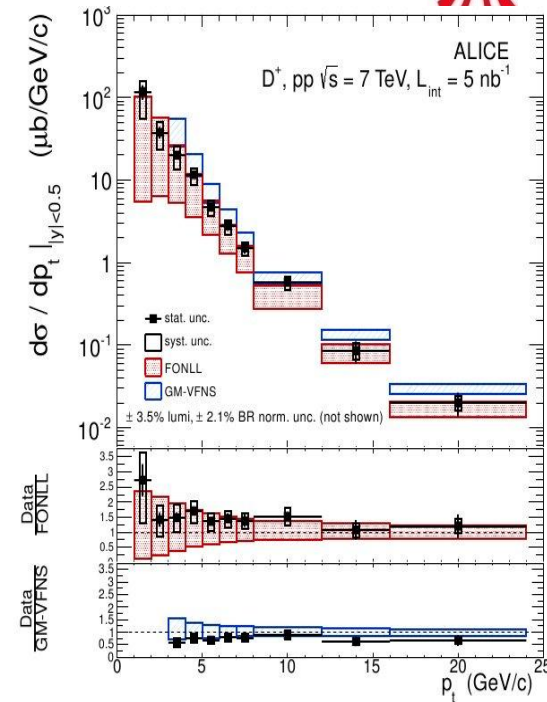 ALICE
D⁺, pp √s = 7 TeV, L_int = 5 nb⁻¹
dσ / dp_t |_|y|<0.5 (μb/GeV/c)
10³
10²
10
1
10⁻¹
10⁻²
stat. unc.
syst. unc.
FONLL
GM-VFNS
± 3.5% lumi, ± 2.1% BR norm. unc. (not shown)
Data
FONLL
3.5
3
2.5
2
1.5
1
0.5
Data
GM-VFNS
3.5
3
2.5
2
1.5
1
0.5
0
0 5 10 15 20 25
p_t (GeV/c)